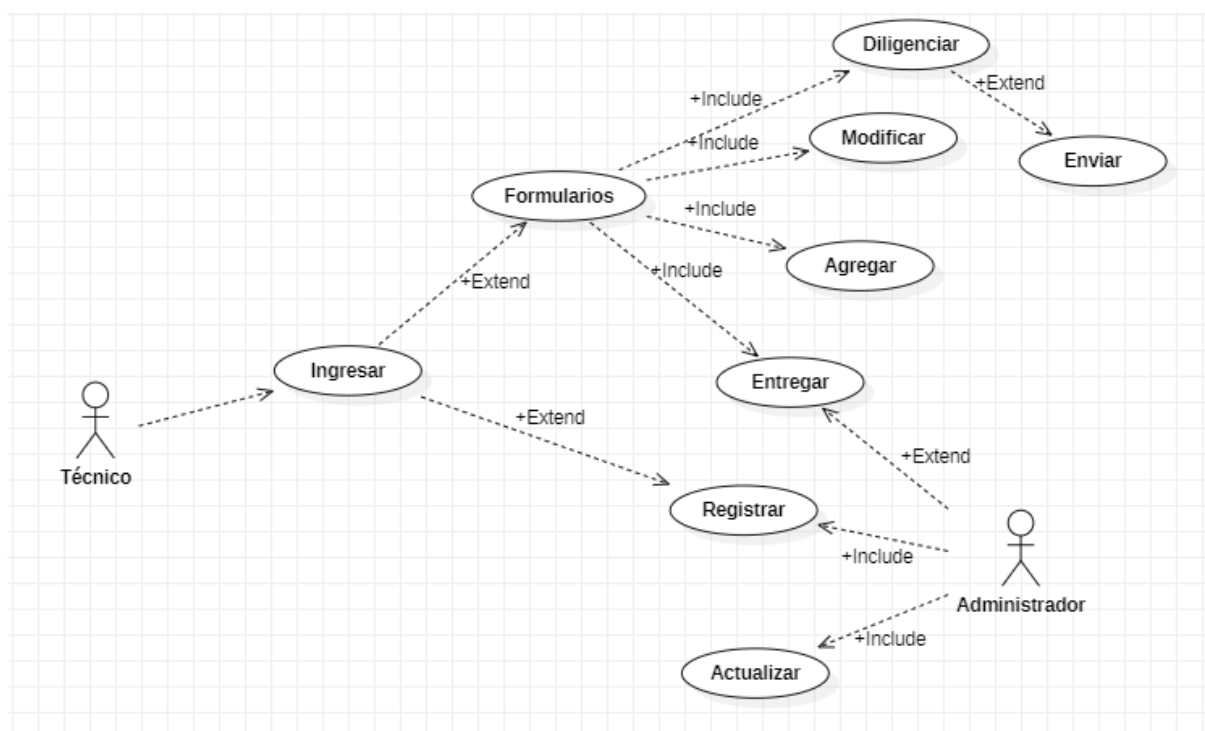 Diligenciar
+Extend
+Include
Modificar
+Include
Enviar
Formularios
+Include
Agregar
+Include
+Extend
Ingresar
Entregar
+Extend
+Extend
Técnico
Registrar
+Include
Administrador
+Include
Actualizar